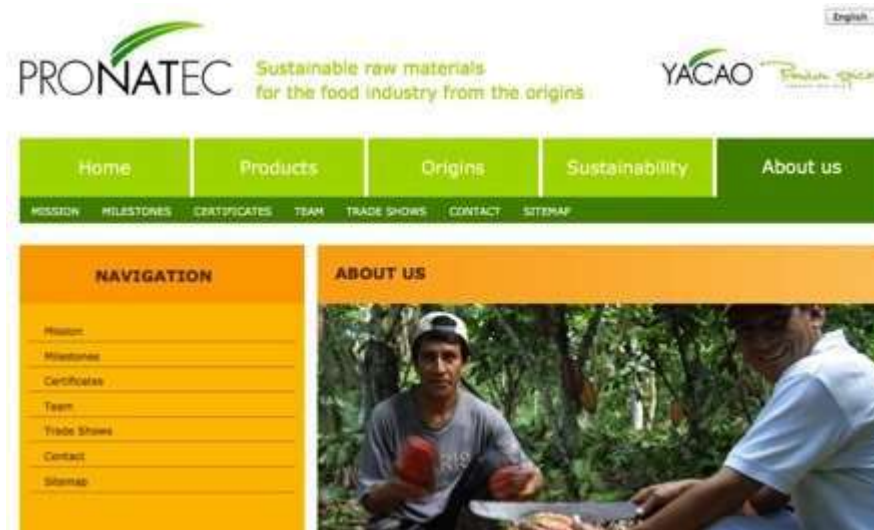 English
PRONATEC
Sustainable raw materials
for the food industry from the origins
YACAO
Home Products Origins Sustainability About us
MISSION MILESTONES CERTIFICATES TEAM TRADE SHOWS CONTACT SITEMAP
NAVIGATION
ABOUT US
Mission
Milestones
Certificates
Team
Trade Shows
Contact
Sitemap